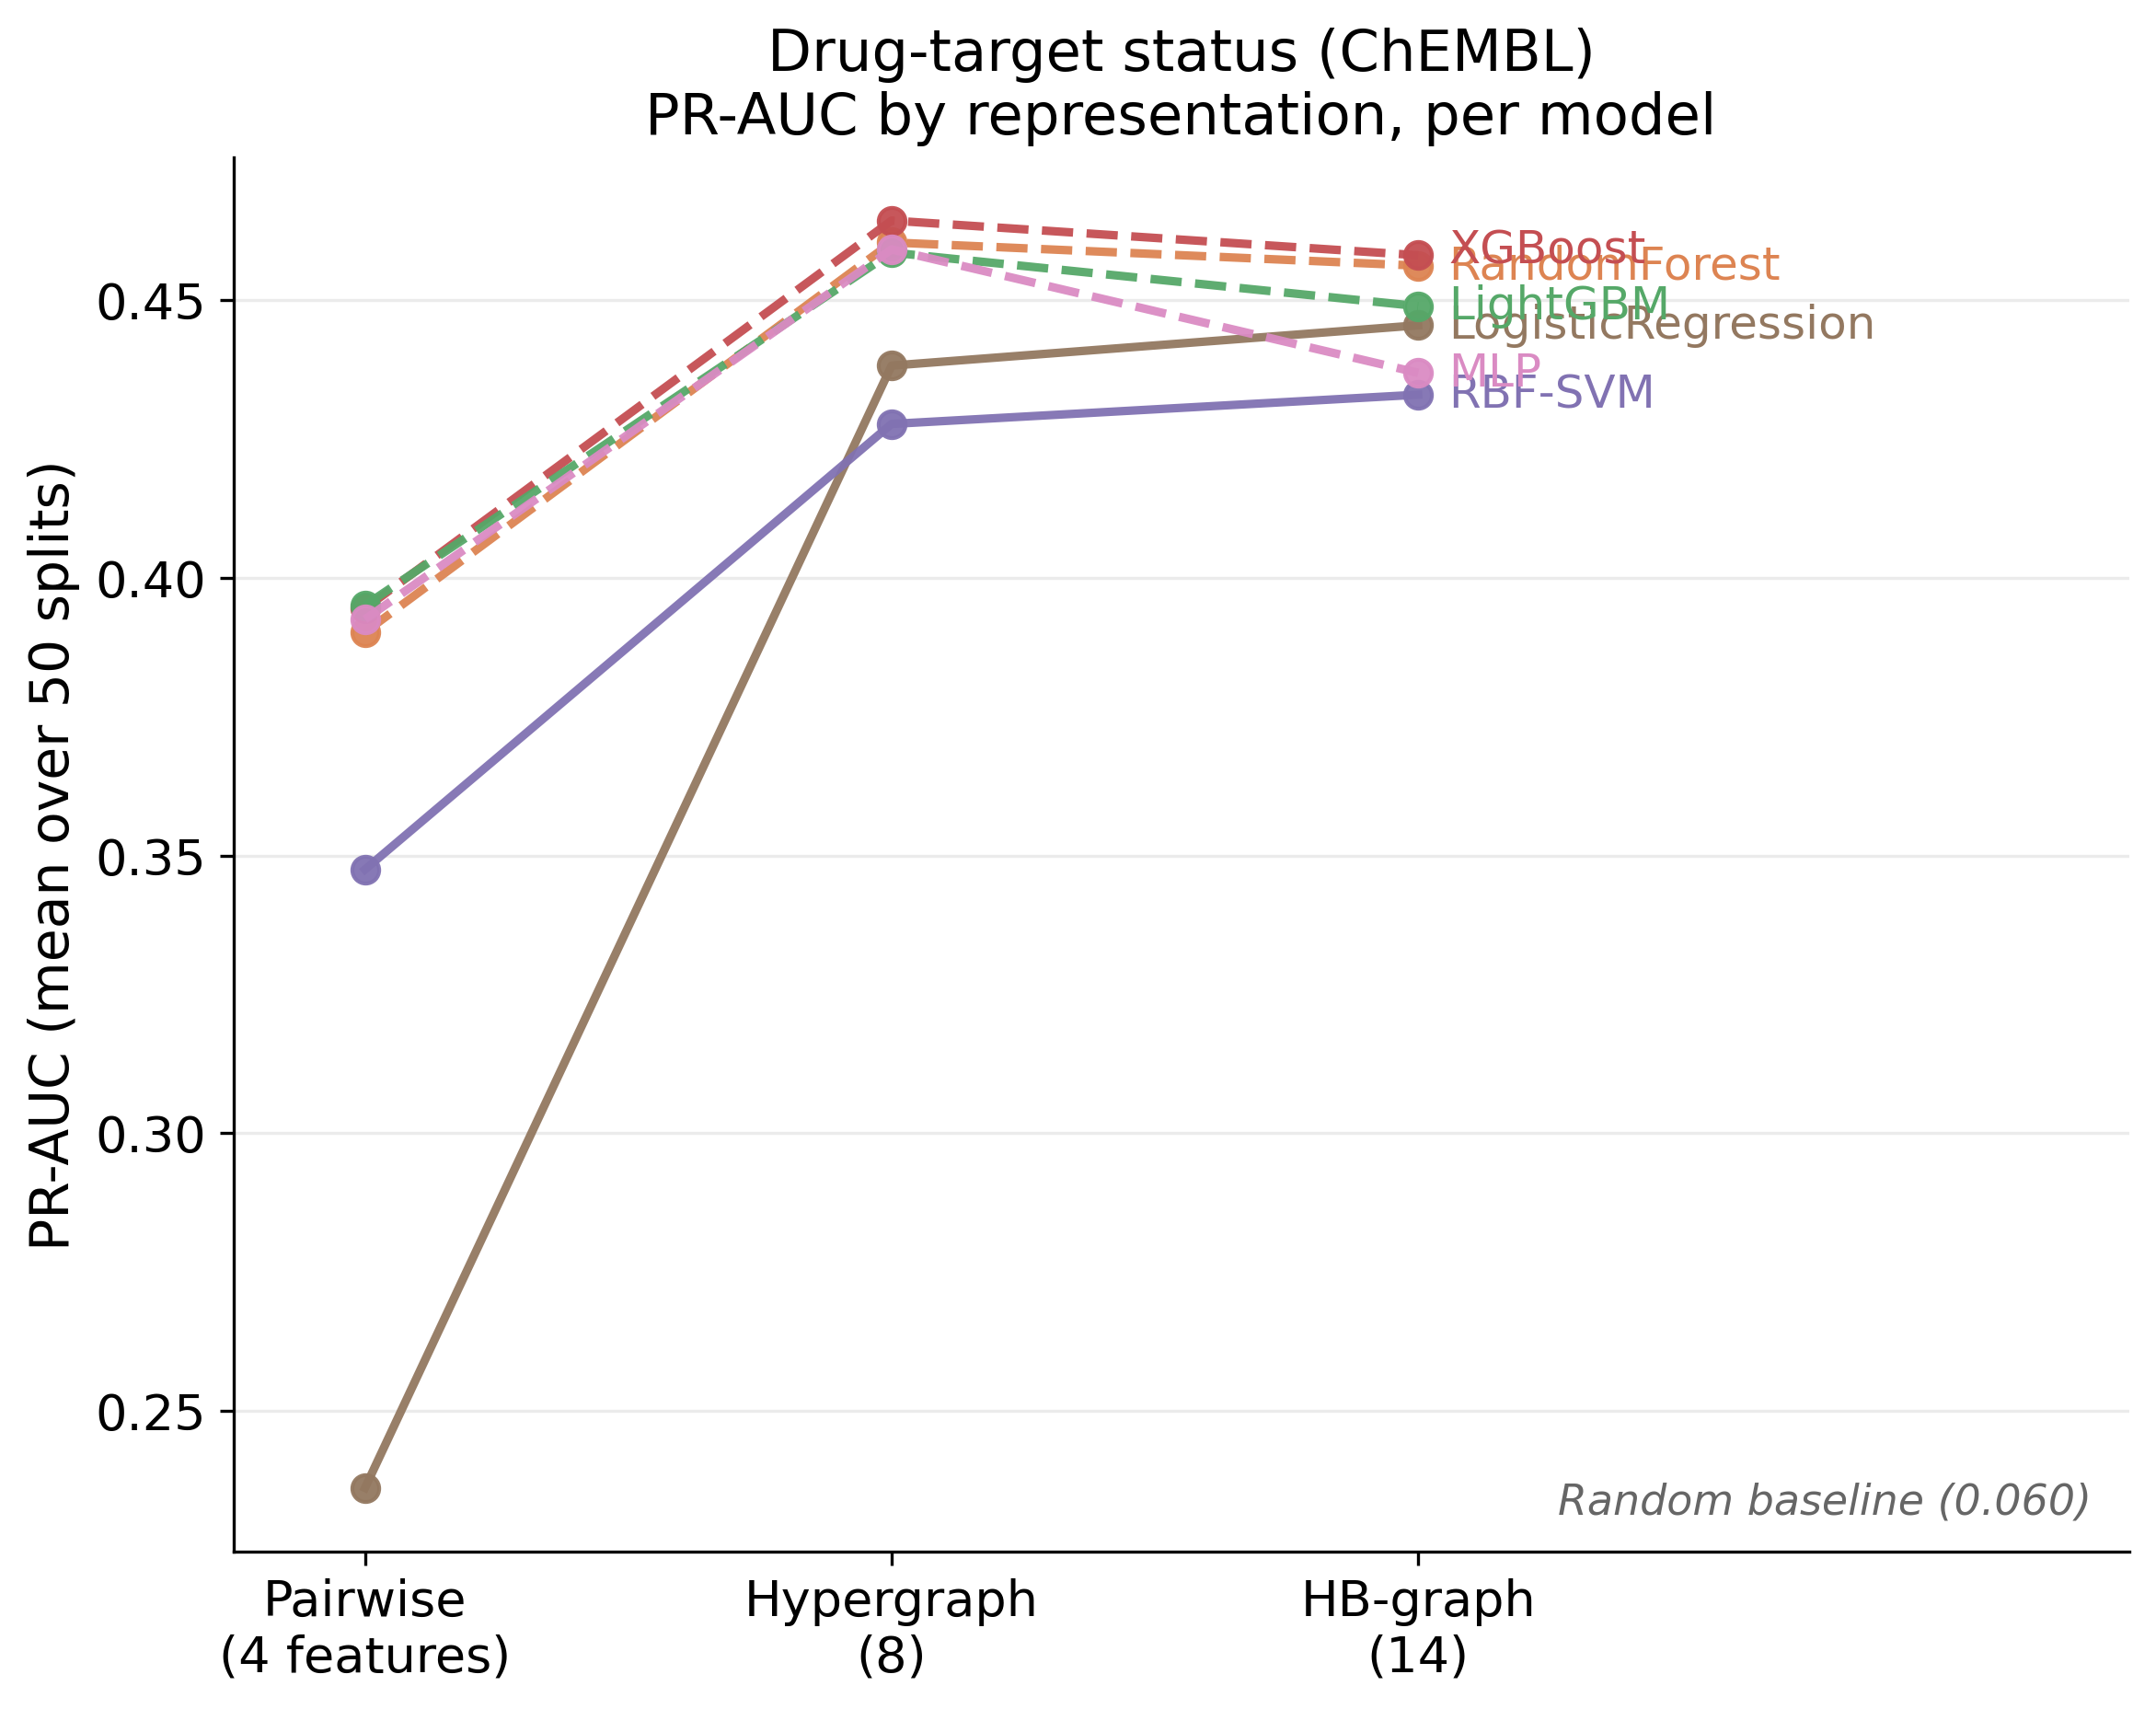 Drug-target status (ChEMBL)
PR-AUC by representation, per model
PR-AUC (mean over 50 splits)
0.45
0.40
0.35
0.30
0.25
XGBoost
RandomForest
LightGBM
LogisticRegression
MLP
RBF-SVM
Random baseline (0.060)
Pairwise
(4 features)
Hypergraph
(8)
HB-graph
(14)